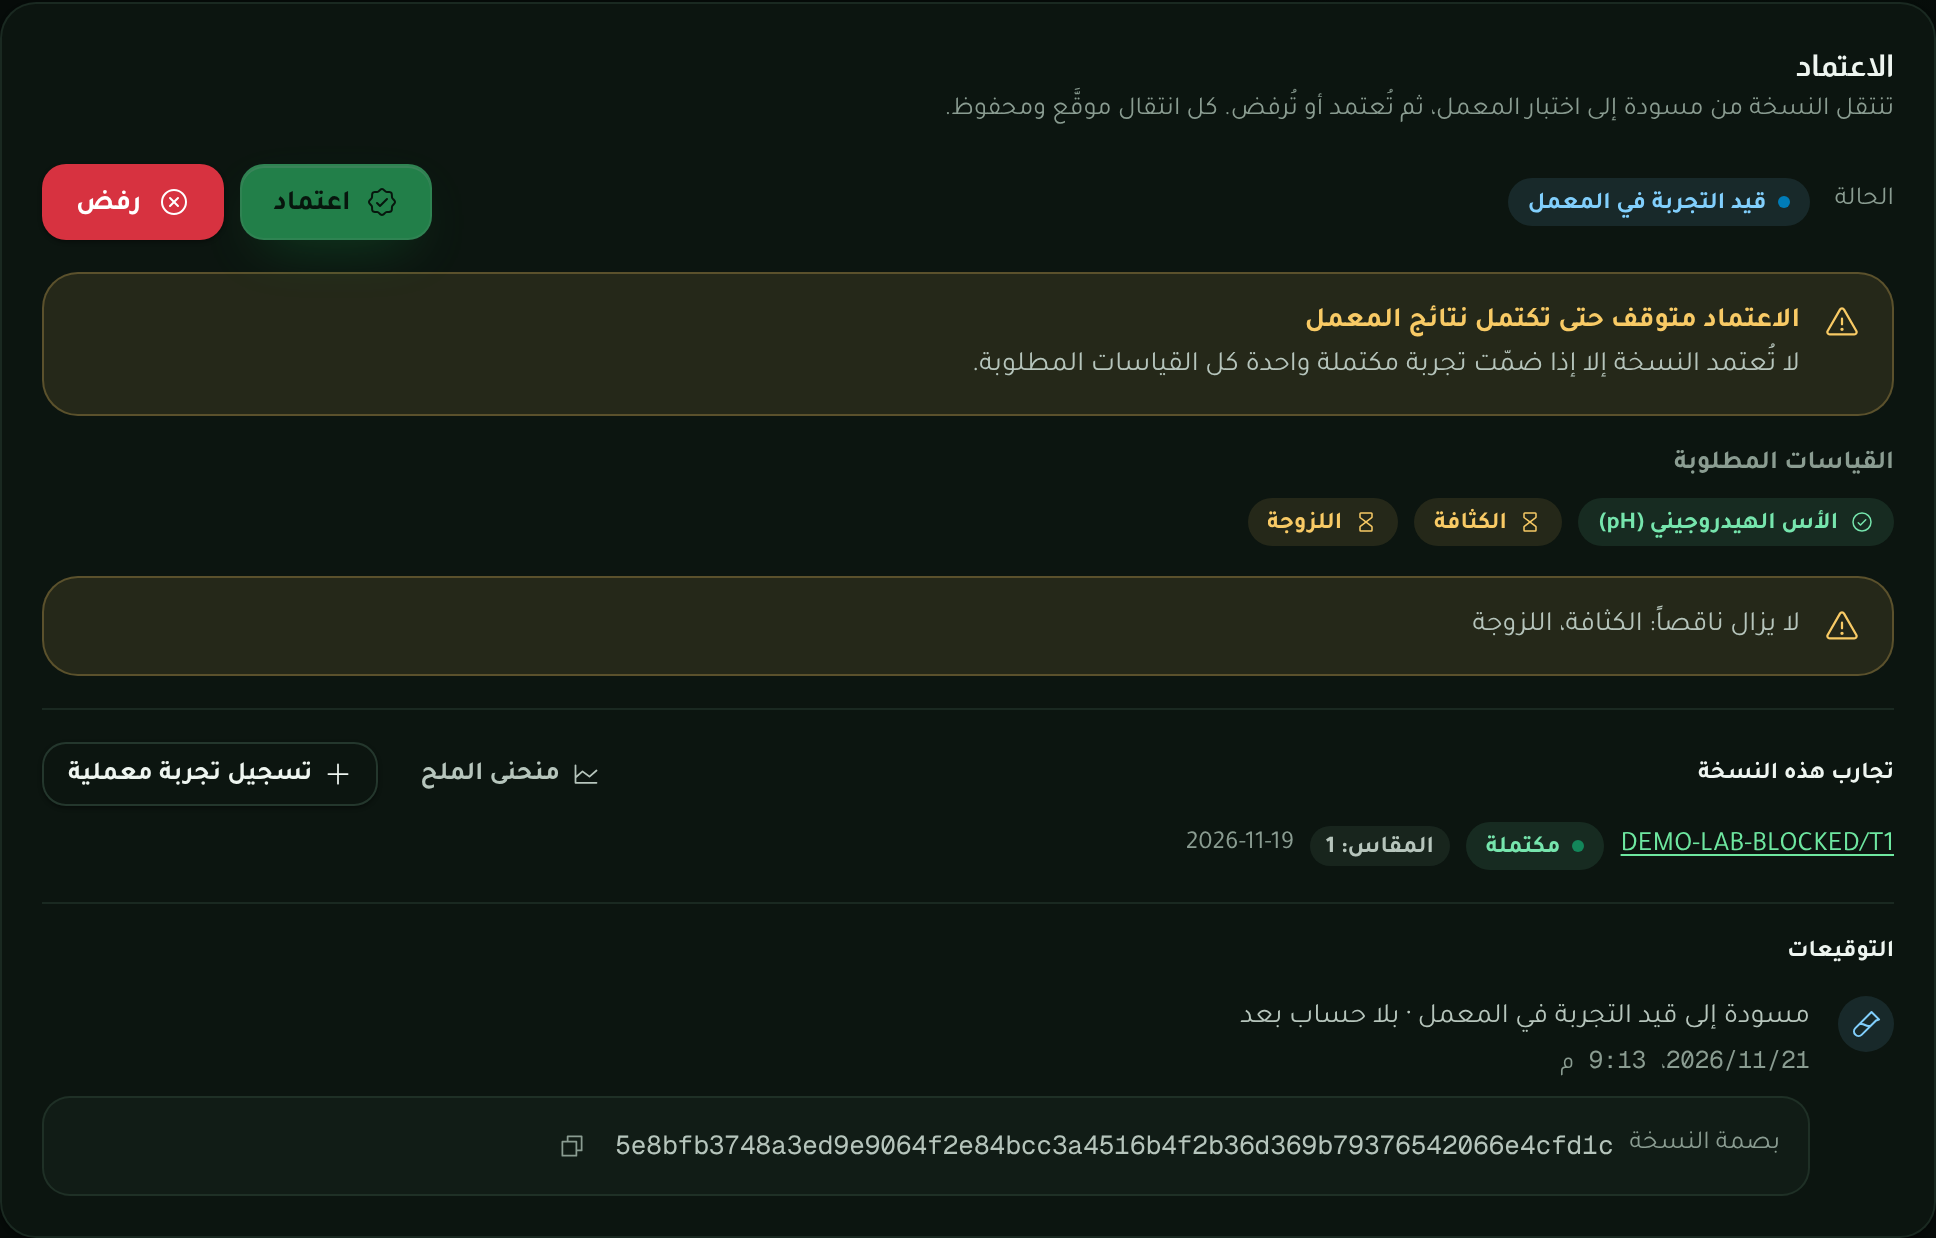 الاعتماد
تنتقل النسخة من مسودة إلى اختبار المعمل، ثم تُعتمد أو تُرفض. كل انتقال موقَّع ومحفوظ.
الحالة قيد التجربة في المعمل اعتماد رفض
الاعتماد متوقف حتى تكتمل نتائج المعمل
لا تُعتمد النسخة إلا إذا ضمّت تجربة مكتملة واحدة كل القياسات المطلوبة.
القياسات المطلوبة
الأس الهيدروجيني (pH) الكثافة اللزوجة
لا يزال ناقصاً: الكثافة، اللزوجة
تجارب هذه النسخة منحنى الملح تسجيل تجربة معملية
DEMO-LAB-BLOCKED/T1 مكتملة المقاس: 1 2026-11-19
التوقيعات
مسودة إلى قيد التجربة في المعمل · بلا حساب بعد
2026/11/21، 9:13 م
بصمة النسخة 5e8bfb3748a3ed9e9064f2e84bcc3a4516b4f2b36d369b79376542066e4cfd1c